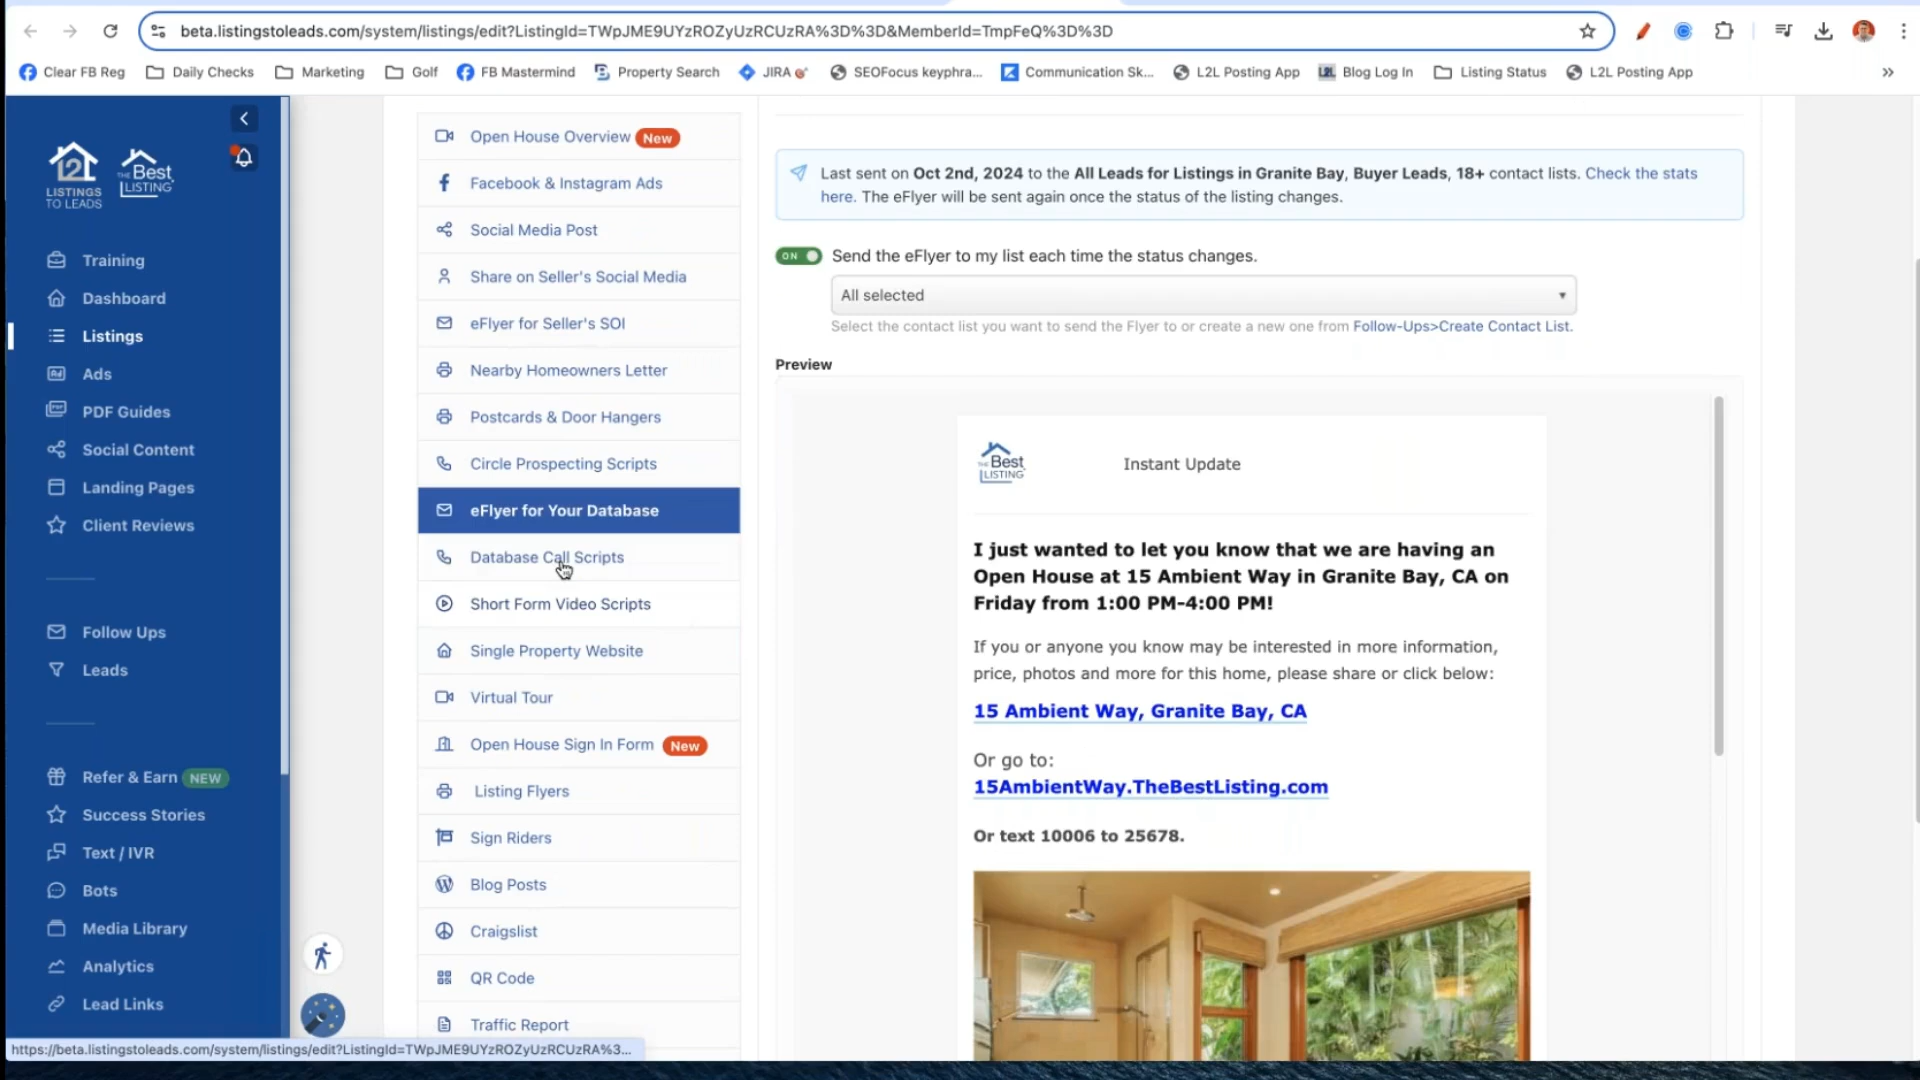 beta.listingstoleads.com/system/listings/edit?ListingId=TWpJME9UYzROZyUzRCUzRA%3D%3D&MemberId=TmpFeQ%3D%3D
Clear FB Reg
Daily Checks
Marketing
Golf
FB Mastermind
Property Search
JIRA
SEOFocus keyphra...
Communication Sk...
L2L Posting App
L2L Blog Log In
Listing Status
L2L Posting App
»
L2L
LISTINGS
TO LEADS
THE Best
LISTING
Training
Dashboard
Listings
Ads
PDF Guides
Social Content
Landing Pages
Client Reviews
Follow Ups
Leads
Refer & Earn NEW
Success Stories
Text / IVR
Bots
Media Library
Analytics
Lead Links
Open House Overview New
Facebook & Instagram Ads
Social Media Post
Share on Seller's Social Media
eFlyer for Seller's SOI
Nearby Homeowners Letter
Postcards & Door Hangers
Circle Prospecting Scripts
eFlyer for Your Database
Database Call Scripts
Short Form Video Scripts
Single Property Website
Virtual Tour
Open House Sign In Form New
Listing Flyers
Sign Riders
Blog Posts
Craigslist
QR Code
Traffic Report
Last sent on Oct 2nd, 2024 to the All Leads for Listings in Granite Bay, Buyer Leads, 18+ contact lists. Check the stats
here. The eFlyer will be sent again once the status of the listing changes.
ON Send the eFlyer to my list each time the status changes.
All selected
Select the contact list you want to send the Flyer to or create a new one from Follow-Ups>Create Contact List.
Preview
THE Best
LISTING
Instant Update
I just wanted to let you know that we are having an
Open House at 15 Ambient Way in Granite Bay, CA on
Friday from 1:00 PM-4:00 PM!
If you or anyone you know may be interested in more information,
price, photos and more for this home, please share or click below:
15 Ambient Way, Granite Bay, CA
Or go to:
15AmbientWay.TheBestListing.com
Or text 10006 to 25678.
https://beta.listingstoleads.com/system/listings/edit?ListingId=TWpJME9UYzROZyUzRCUzRA%3...